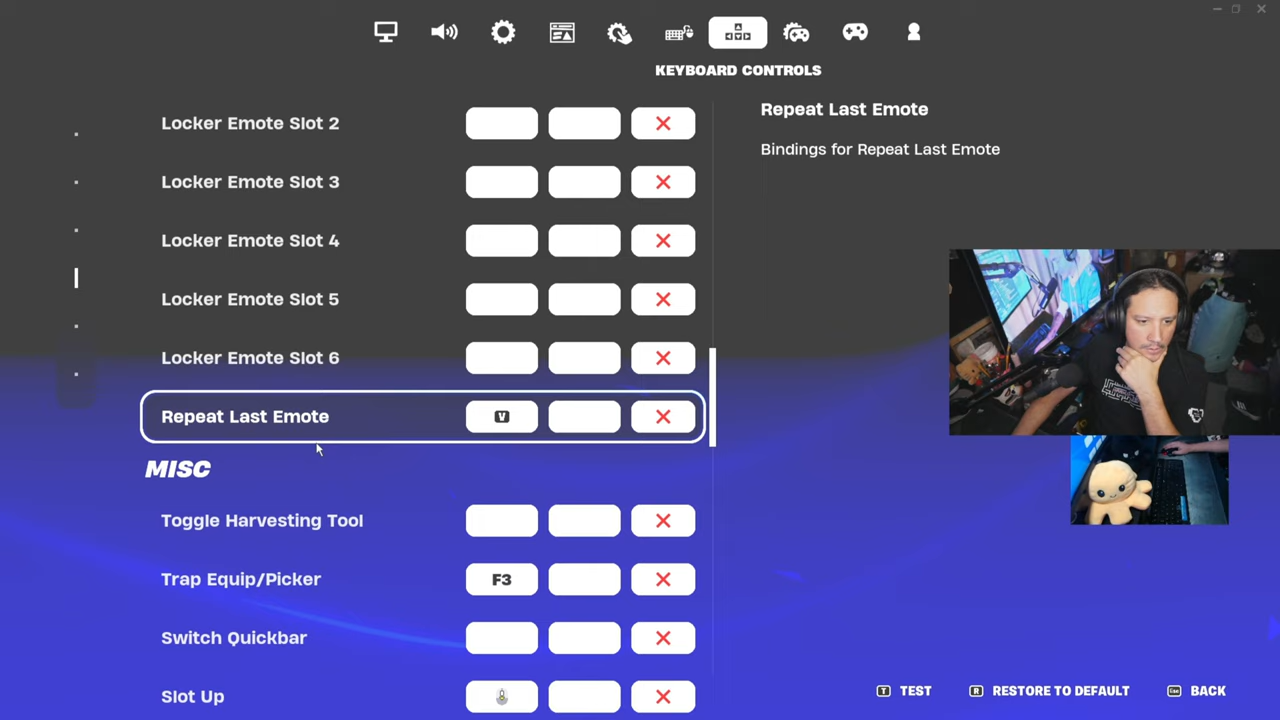 KEYBOARD CONTROLS
Locker Emote Slot 2
Locker Emote Slot 3
Locker Emote Slot 4
Locker Emote Slot 5
Locker Emote Slot 6
Repeat Last Emote V
MISC
Toggle Harvesting Tool
Trap Equip/Picker F3
Switch Quickbar
Slot Up
Repeat Last Emote
Bindings for Repeat Last Emote
T TEST R RESTORE TO DEFAULT Esc BACK